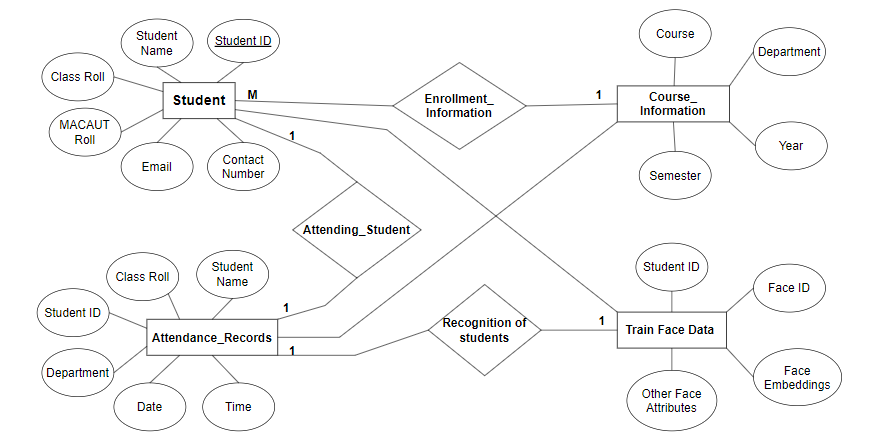 Student
Name
Student ID
Class Roll
MACAUT
Roll
Email
Contact
Number
Student
M
1
Enrollment_
Information
1
Course
Department
Course_
Information
Year
Semester
Attending_Student
1
Student
Name
Class Roll
Student ID
Attendance_Records
Department
Date
Time
1
Recognition of
students
1
Student ID
Face ID
Train Face Data
Face
Embeddings
Other Face
Attributes